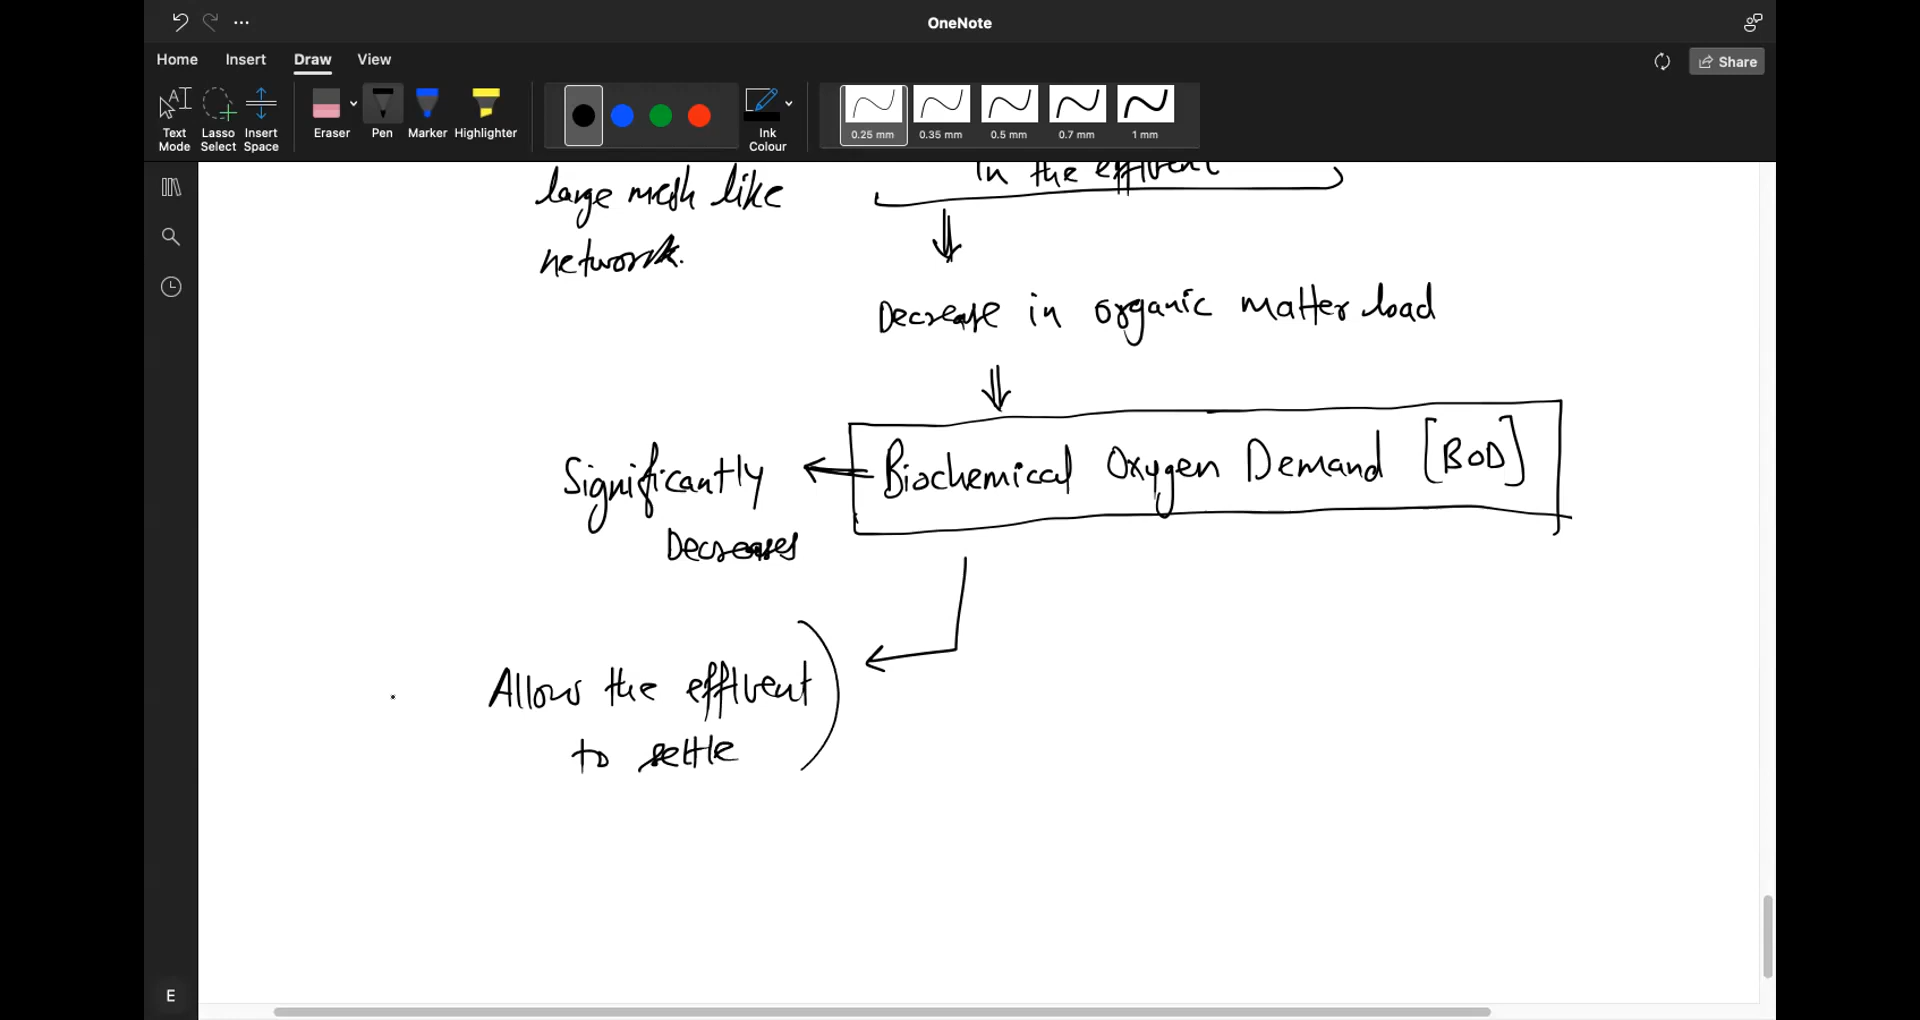 OneNote
Home Insert Draw View
Share
Text Mode
Lasso Select
Insert Space
Eraser
Pen
Marker
Highlighter
Ink Colour
0.25 mm
0.35 mm
0.5 mm
0.7 mm
1 mm
large mesh like
network.
in the effluent
Decrease in organic matter load
Biochemical Oxygen Demand [BOD]
Significantly
Decreases
Allows the effluent
to settle
E